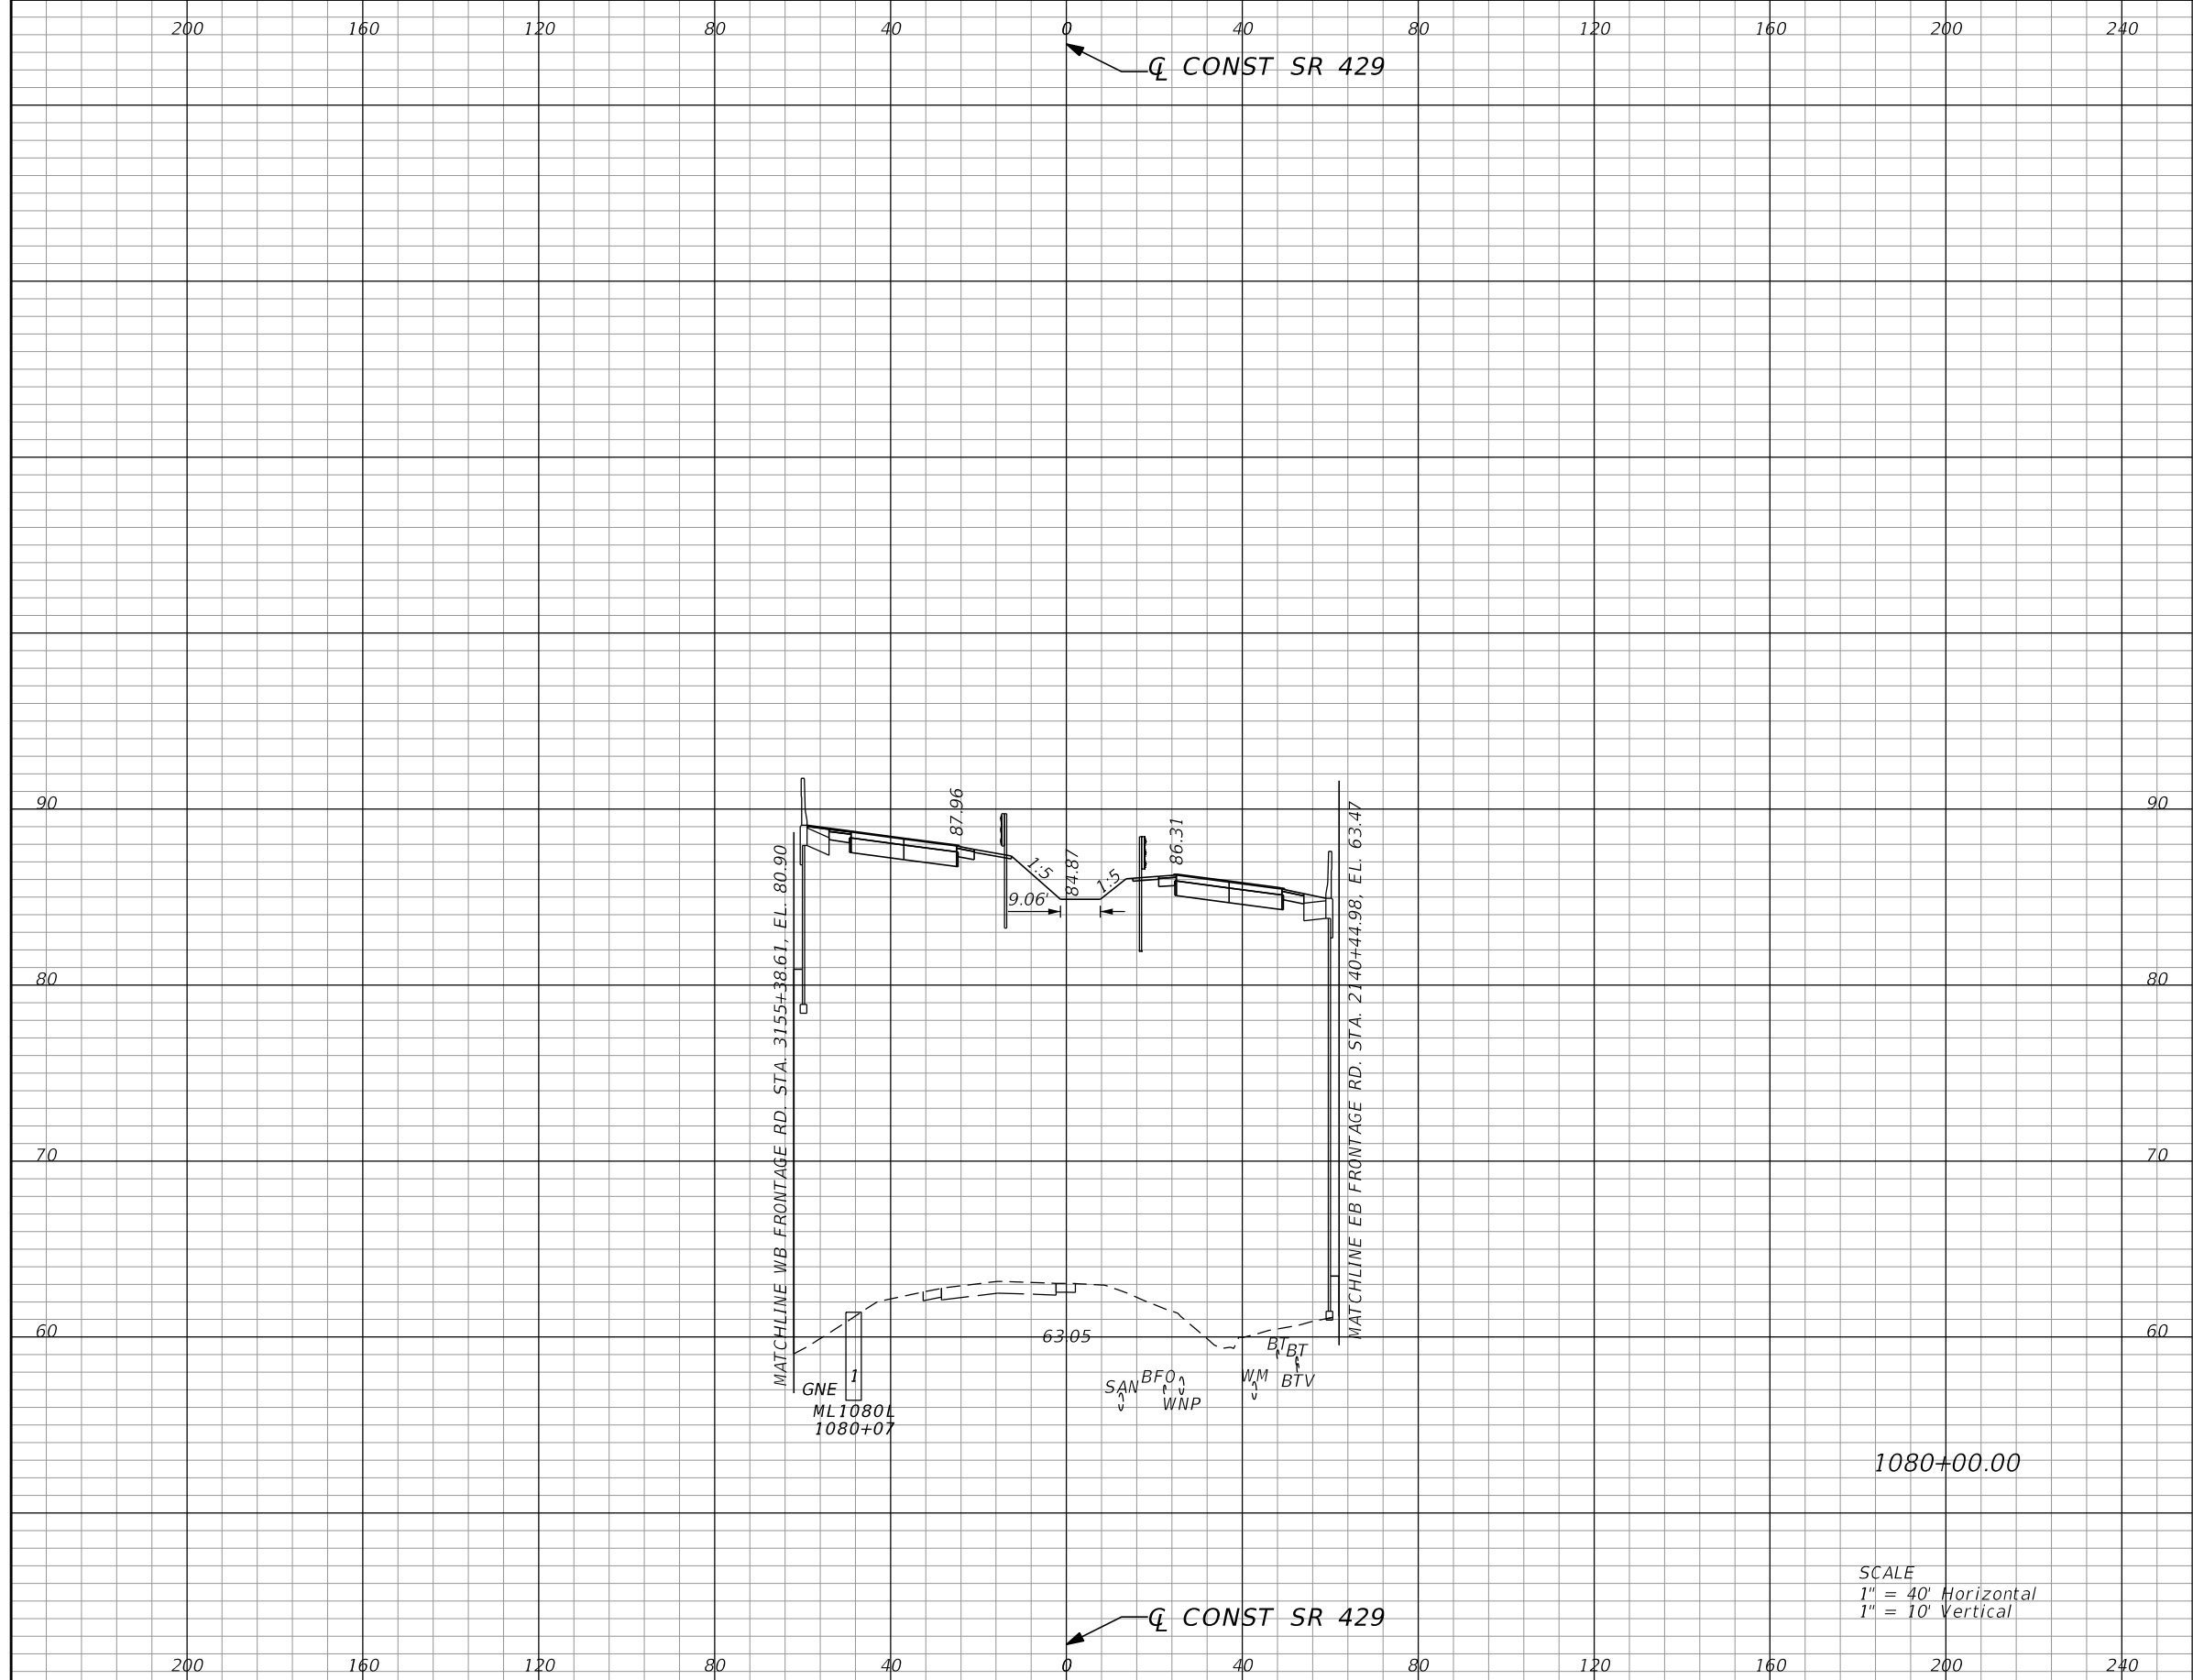 200 160 120 80 40 0 40 80 120 160 200 240
℄ CONST SR 429
90 90
87.96
86.31
84.87
1:5
1:5
9.06'
MATCHLINE WB FRONTAGE RD. STA. 3155+38.61, EL. 80.90
MATCHLINE EB FRONTAGE RD. STA. 2140+44.98, EL. 63.47
80 80
70 70
60 60
63.05
BT
BT
BTV
WM
BFO
SAN
WNP
1
GNE
ML1080L
1080+07
1080+00.00
SCALE
1" = 40' Horizontal
1" = 10' Vertical
℄ CONST SR 429
200 160 120 80 40 0 40 80 120 160 200 240